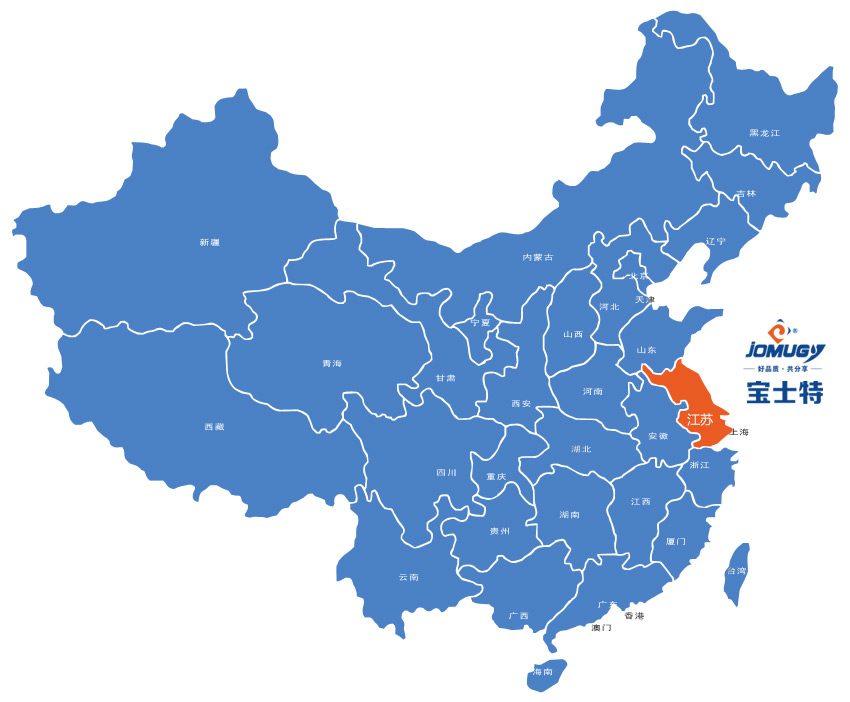 黑龙江
吉林
辽宁
新疆
内蒙古
北京
天津
河北
宁夏
山西
山东
青海
甘肃
河南
西安
JOMUGY
®
好品质·共分享
宝士特
江苏
上海
西藏
安徽
湖北
浙江
四川
重庆
江西
湖南
贵州
厦门
云南
台湾
广西
广东
香港
澳门
海南